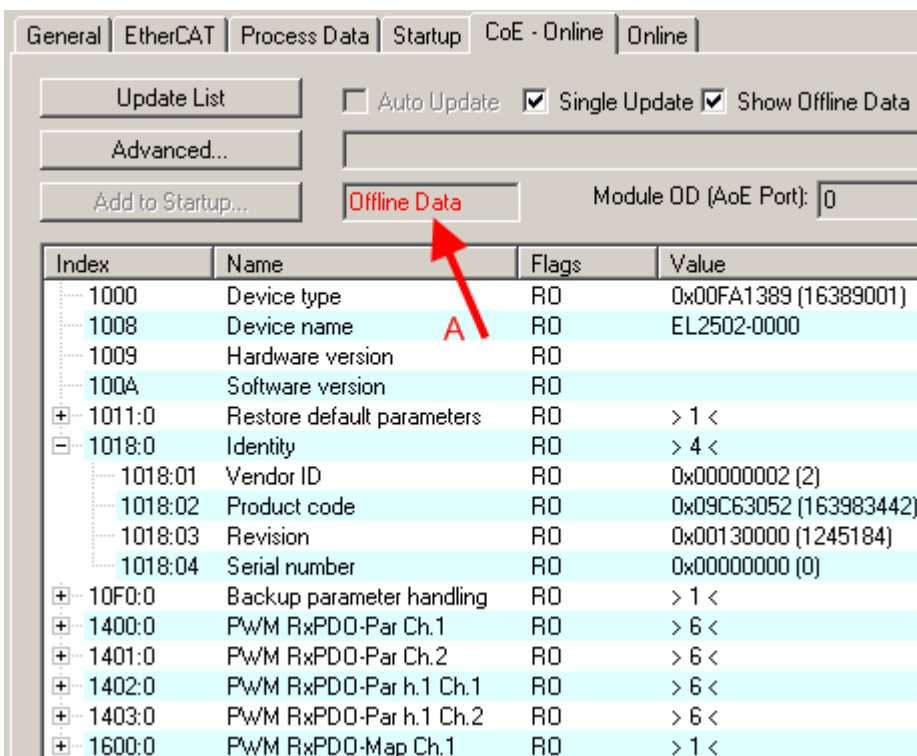 General EtherCAT Process Data Startup CoE - Online Online
Update List Auto Update Single Update Show Offline Data
Advanced...
Add to Startup... Offline Data Module OD (AoE Port): 0
Index Name Flags Value
1000 Device type RO 0x00FA1389 (16389001)
1008 Device name RO EL2502-0000
A
1009 Hardware version RO
100A Software version RO
1011:0 Restore default parameters RO > 1 <
1018:0 Identity RO > 4 <
1018:01 Vendor ID RO 0x00000002 (2)
1018:02 Product code RO 0x09C63052 (163983442)
1018:03 Revision RO 0x00130000 (1245184)
1018:04 Serial number RO 0x00000000 (0)
10F0:0 Backup parameter handling RO > 1 <
1400:0 PWM RxPDO-Par Ch.1 RO > 6 <
1401:0 PWM RxPDO-Par Ch.2 RO > 6 <
1402:0 PWM RxPDO-Par h.1 Ch.1 RO > 6 <
1403:0 PWM RxPDO-Par h.1 Ch.2 RO > 6 <
1600:0 PWM RxPDO-Map Ch.1 RO > 1 <